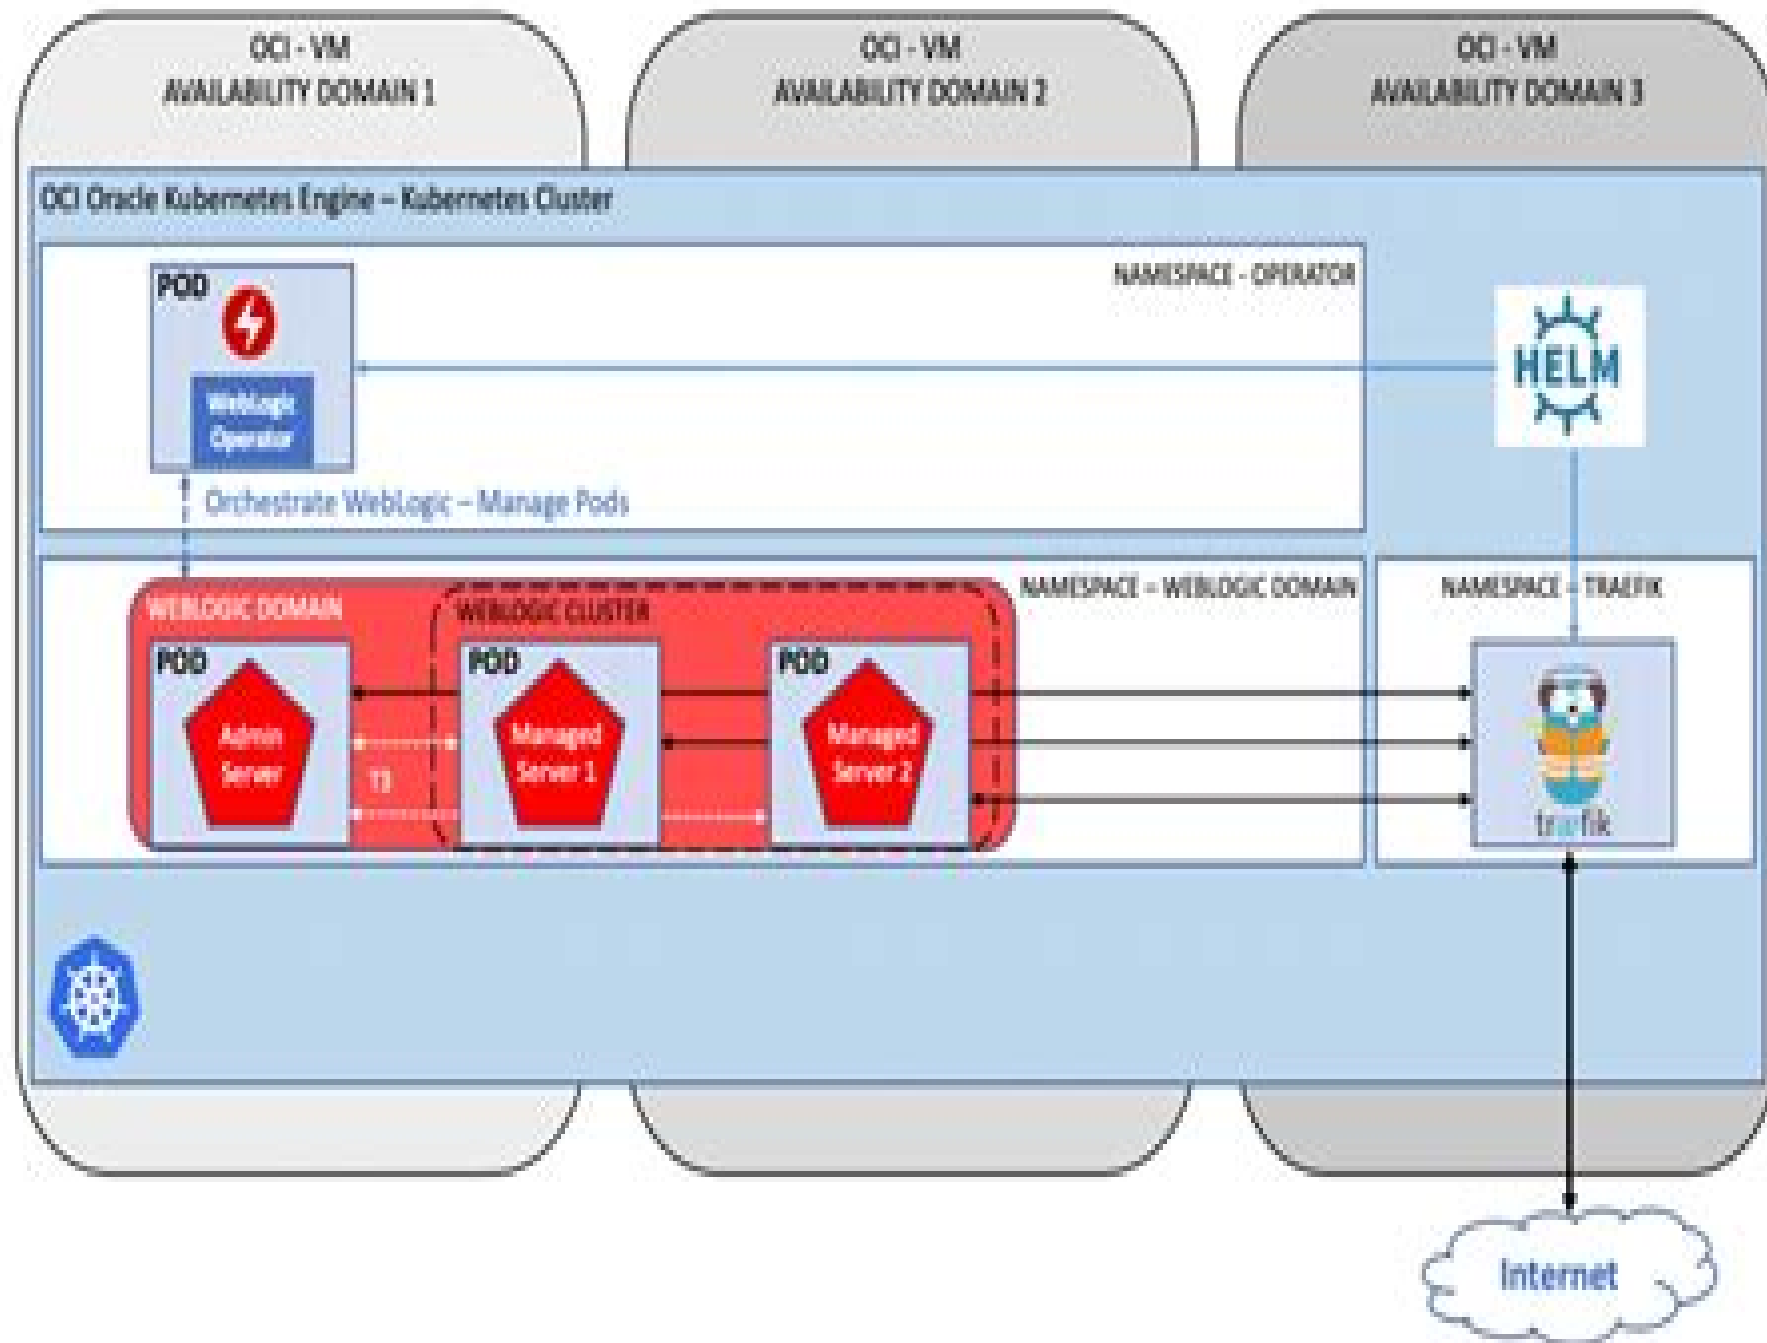 OCI - VM
AVAILABILITY DOMAIN 1
OCI - VM
AVAILABILITY DOMAIN 2
OCI - VM
AVAILABILITY DOMAIN 3
OCI Oracle Kubernetes Engine – Kubernetes Cluster
NAMESPACE - OPERATOR
POD
WebLogic
Operator
HELM
Orchestrate WebLogic – Manage Pods
NAMESPACE – WEBLOGIC DOMAIN
NAMESPACE – TRAEFIK
WEBLOGIC DOMAIN
WEBLOGIC CLUSTER
POD
POD
POD
Admin
Server
T3
Managed
Server 1
Managed
Server 2
træfik
Internet